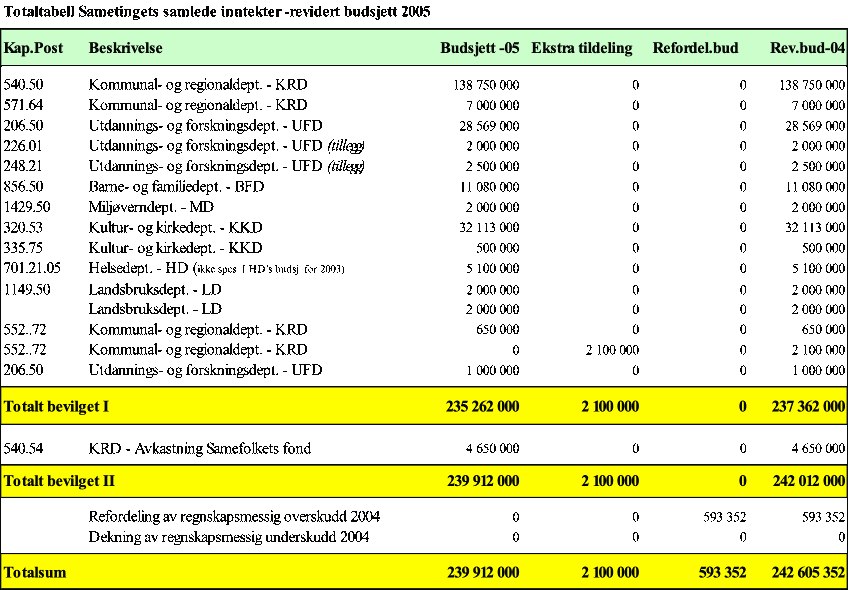 Totaltabell Sametingets samlede inntekter -revidert budsjett 2005
Kap.Post Beskrivelse Budsjett -05 Ekstra tildeling Refordel.bud Rev.bud-04
540.50 Kommunal- og regionaldept. - KRD 138 750 000 0 0 138 750 000
571.64 Kommunal- og regionaldept. - KRD 7 000 000 0 0 7 000 000
206.50 Utdannings- og forskningsdept. - UFD 28 569 000 0 0 28 569 000
226.01 Utdannings- og forskningsdept. - UFD (tillegg) 2 000 000 0 0 2 000 000
248.21 Utdannings- og forskningsdept. - UFD (tillegg) 2 500 000 0 0 2 500 000
856.50 Barne- og familiedept. - BFD 11 080 000 0 0 11 080 000
1429.50 Miljøverndept. - MD 2 000 000 0 0 2 000 000
320.53 Kultur- og kirkedept. - KKD 32 113 000 0 0 32 113 000
335.75 Kultur- og kirkedept. - KKD 500 000 0 0 500 000
701.21.05 Helsedept. - HD (ikke spes. I HD's budsj. for 2003) 5 100 000 0 0 5 100 000
1149.50 Landsbruksdept. - LD 2 000 000 0 0 2 000 000
Landsbruksdept. - LD 2 000 000 0 0 2 000 000
552..72 Kommunal- og regionaldept. - KRD 650 000 0 0 650 000
552..72 Kommunal- og regionaldept. - KRD 0 2 100 000 0 2 100 000
206.50 Utdannings- og forskningsdept. - UFD 1 000 000 0 0 1 000 000
Totalt bevilget I 235 262 000 2 100 000 0 237 362 000
540.54 KRD - Avkastning Samefolkets fond 4 650 000 0 0 4 650 000
Totalt bevilget II 239 912 000 2 100 000 0 242 012 000
Refordeling av regnskapsmessig overskudd 2004 0 0 593 352 593 352
Dekning av regnskapsmessig underskudd 2004 0 0 0 0
Totalsum 239 912 000 2 100 000 593 352 242 605 352